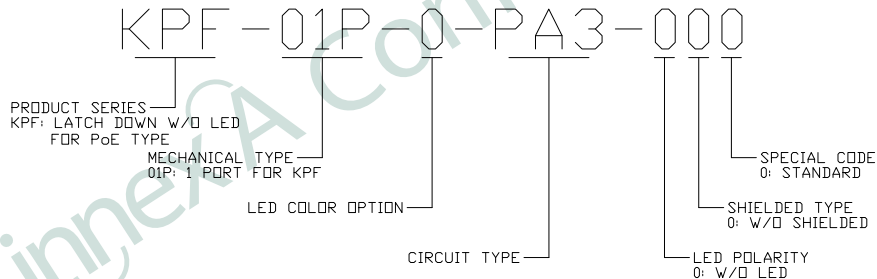 KPF-01P-0-PA3-000
PRODUCT SERIES
KPF: LATCH DOWN W/O LED
FOR PoE TYPE
MECHANICAL TYPE
01P: 1 PORT FOR KPF
LED COLOR OPTION
CIRCUIT TYPE
SPECIAL CODE
0: STANDARD
SHIELDED TYPE
0: W/O SHIELDED
LED POLARITY
0: W/O LED
innex A Com